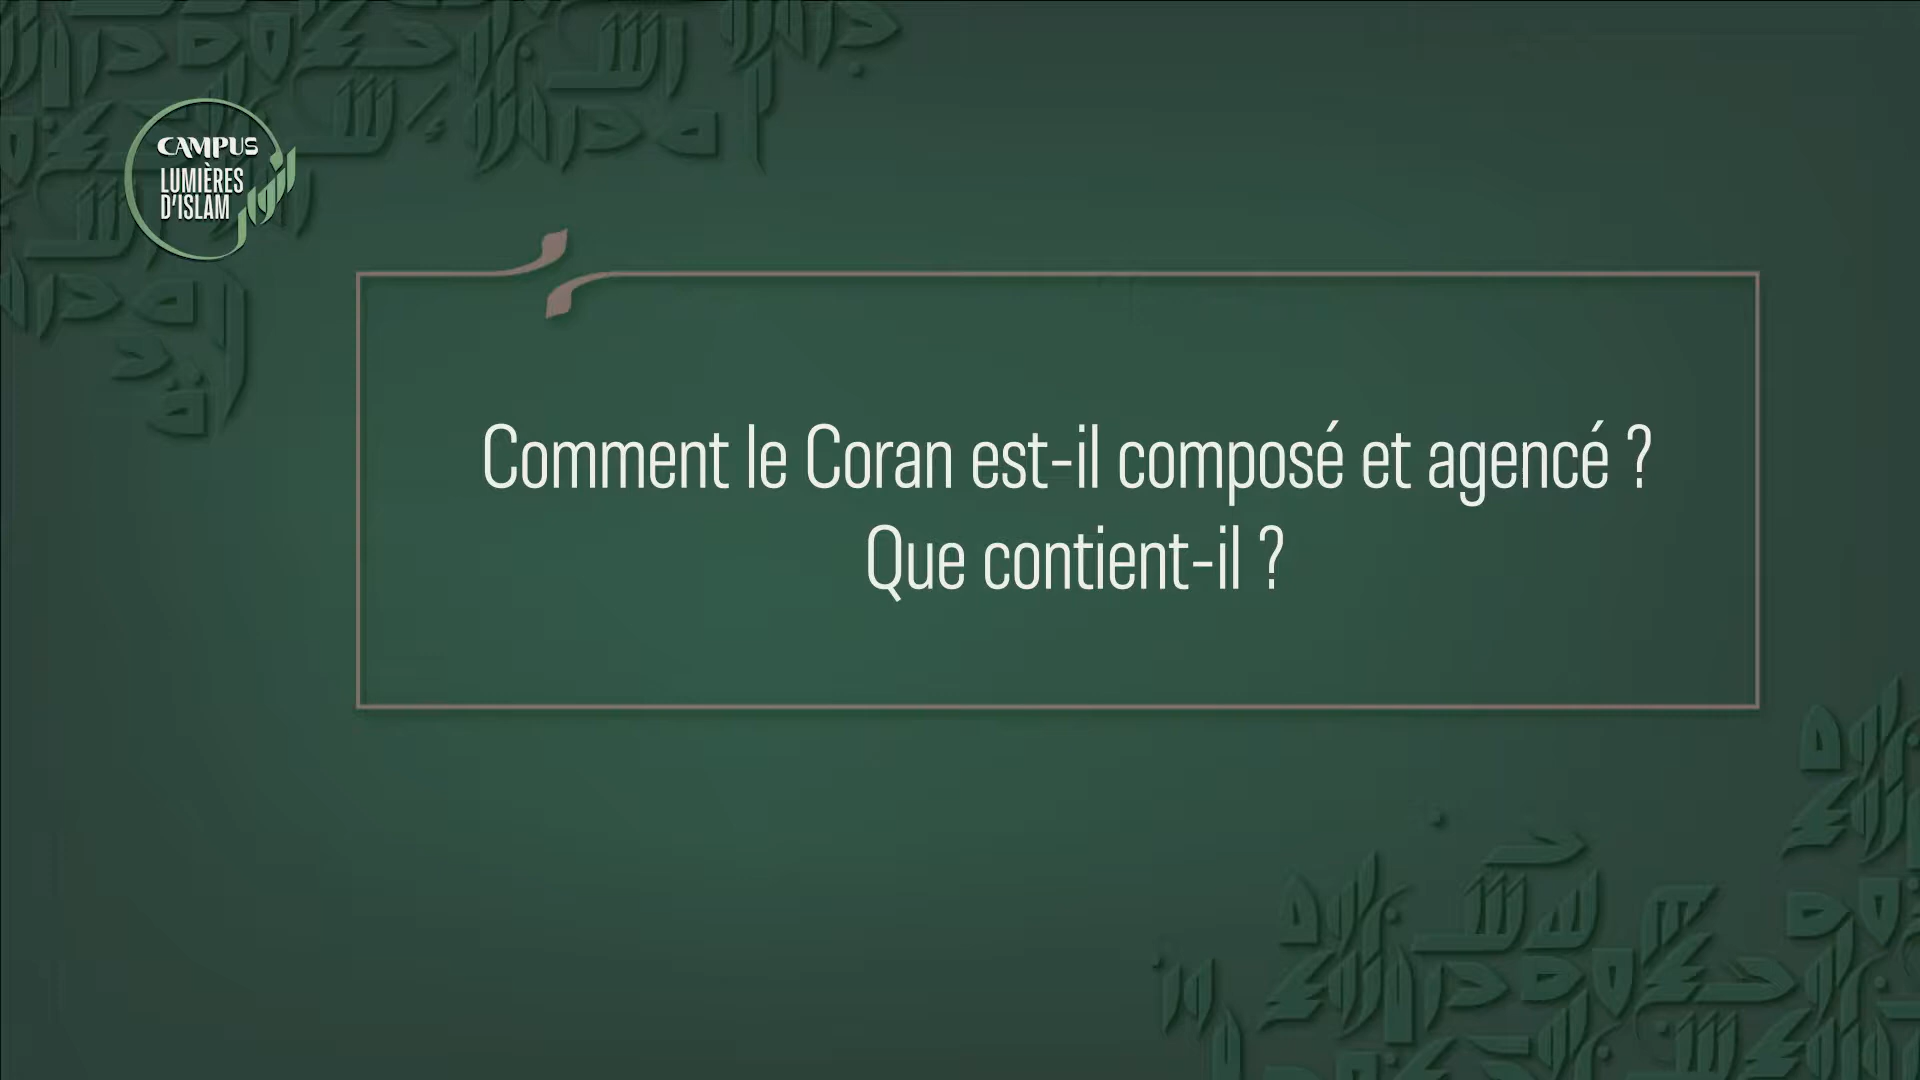 CAMPUS
LUMIÈRES
D'ISLAM
Comment le Coran est-il composé et agencé ?
Que contient-il ?